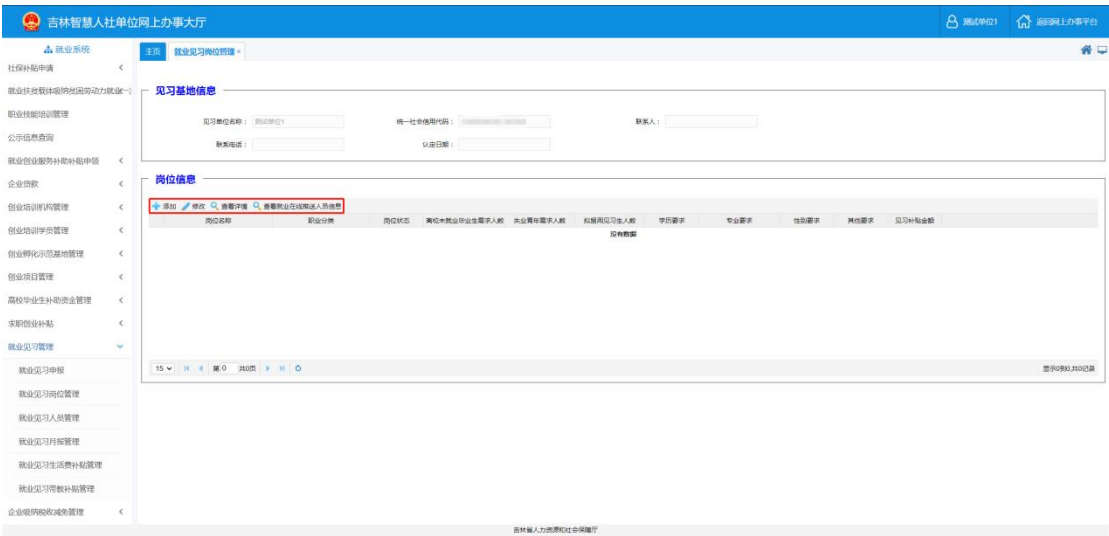 吉林智慧人社单位网上办事大厅
测试单位1
返回网上办事平台
就业系统
主页 就业见习岗位管理 ×
社保补贴申请
就业扶贫载体吸纳贫困劳动力就业一次
职业技能培训管理
公示信息查询
就业创业服务补助补贴申领
企业贷款
创业培训机构管理
创业培训学员管理
创业孵化示范基地管理
创业项目管理
高校毕业生补助资金管理
求职创业补贴
就业见习管理
就业见习申报
就业见习岗位管理
就业见习人员管理
就业见习月报管理
就业见习生活费补贴管理
就业见习带教补贴管理
企业吸纳税收减免管理
见习基地信息
见习单位名称： 测试单位1 统一社会信用代码： 联系人：
联系电话： 认定日期：
岗位信息
添加 修改 查看详情 查看就业在线推送人员信息
岗位名称 职业分类 岗位状态 离校未就业毕业生需求人数 失业青年需求人数 拟留用见习生人数 学历要求 专业要求 性别要求 其他要求 见习补贴金额
没有数据
15 第 0 共0页 显示0到0,共0记录
吉林省人力资源和社会保障厅